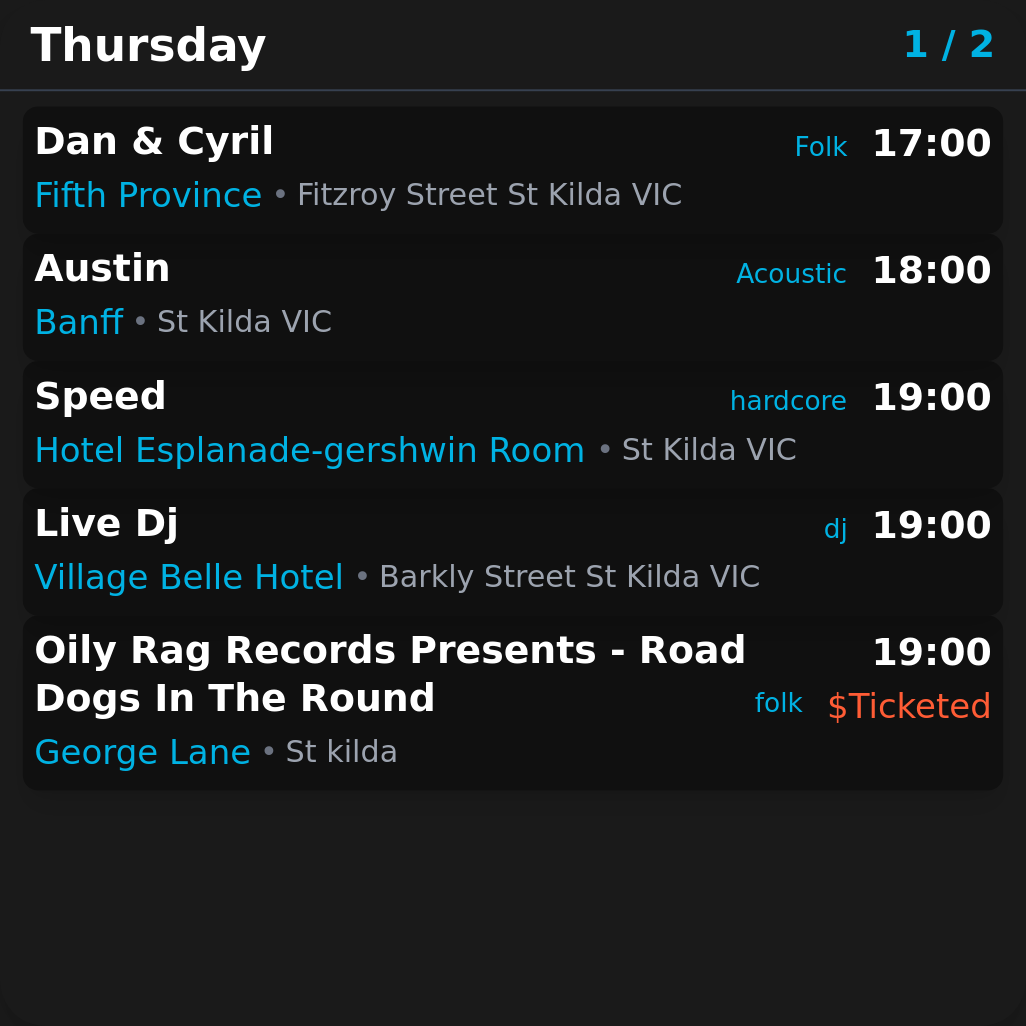 Thursday 1 / 2
Dan & Cyril Folk 17:00
Fifth Province • Fitzroy Street St Kilda VIC
Austin Acoustic 18:00
Banff • St Kilda VIC
Speed hardcore 19:00
Hotel Esplanade-gershwin Room • St Kilda VIC
Live Dj dj 19:00
Village Belle Hotel • Barkly Street St Kilda VIC
Oily Rag Records Presents - Road 19:00
Dogs In The Round folk $Ticketed
George Lane • St kilda